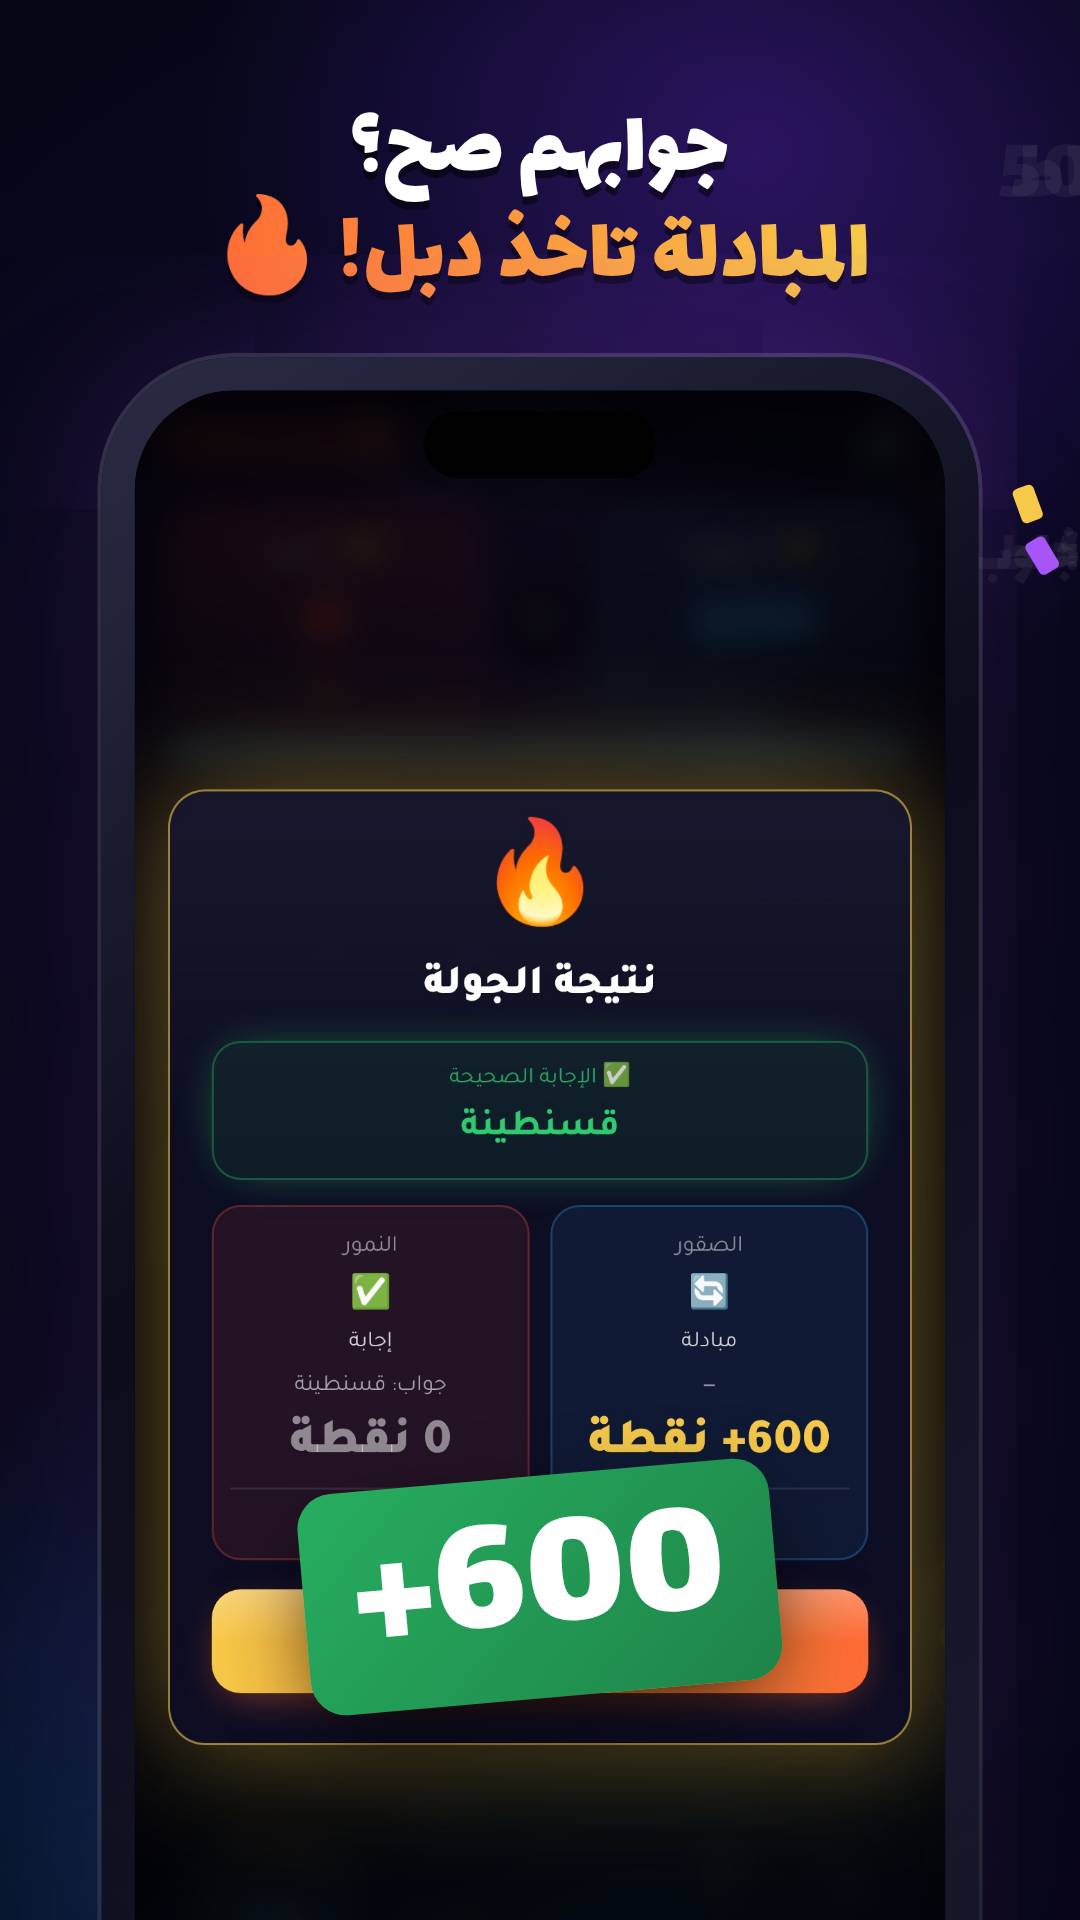 جوابهم صح؟
المبادلة تاخذ دبل! 🔥
50
نتيجة الجولة
✅ الإجابة الصحيحة
قسنطينة
الصقور
مبادلة
–
+600 نقطة
النمور
إجابة
جواب: قسنطينة
0 نقطة
+600